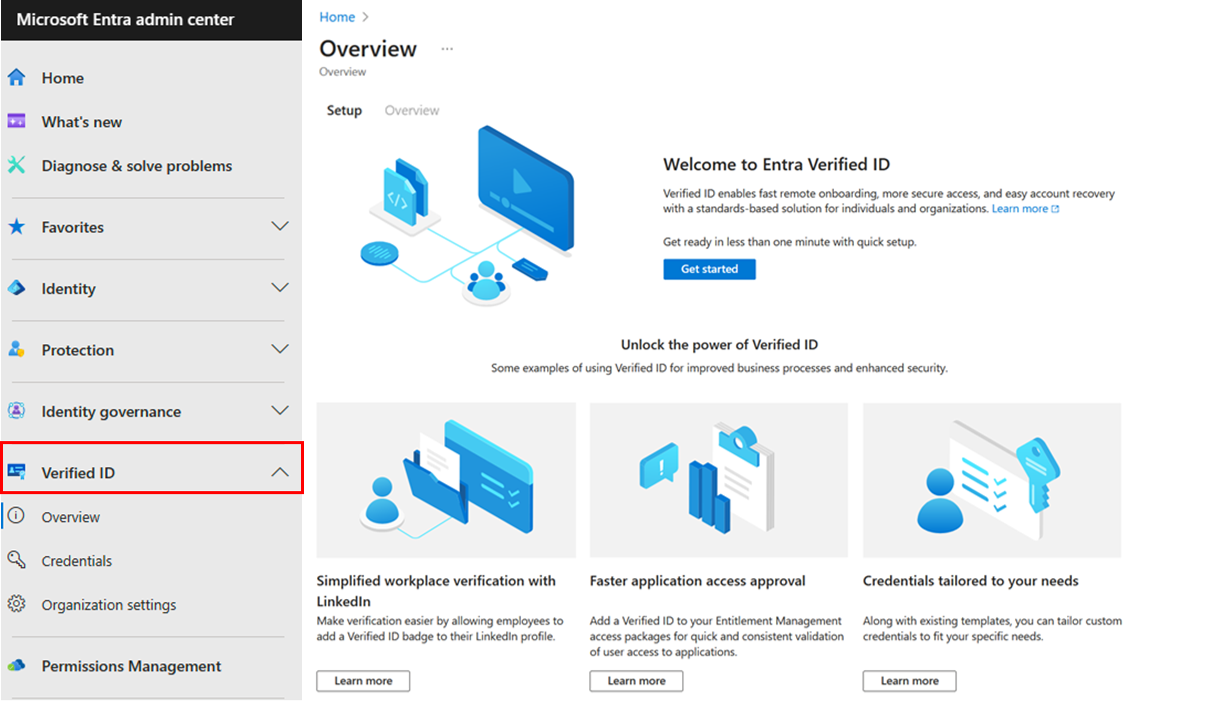 Microsoft Entra admin center
Home
What's new
Diagnose & solve problems
Favorites
Identity
Protection
Identity governance
Verified ID
Overview
Credentials
Organization settings
Permissions Management
Home
Overview ...
Overview
Setup Overview
Welcome to Entra Verified ID
Verified ID enables fast remote onboarding, more secure access, and easy account recovery
with a standards-based solution for individuals and organizations. Learn more
Get ready in less than one minute with quick setup.
Get started
Unlock the power of Verified ID
Some examples of using Verified ID for improved business processes and enhanced security.
Simplified workplace verification with
LinkedIn
Make verification easier by allowing employees to
add a Verified ID badge to their LinkedIn profile.
Learn more
Faster application access approval
Add a Verified ID to your Entitlement Management
access packages for quick and consistent validation
of user access to applications.
Learn more
Credentials tailored to your needs
Along with existing templates, you can tailor custom
credentials to fit your specific needs.
Learn more